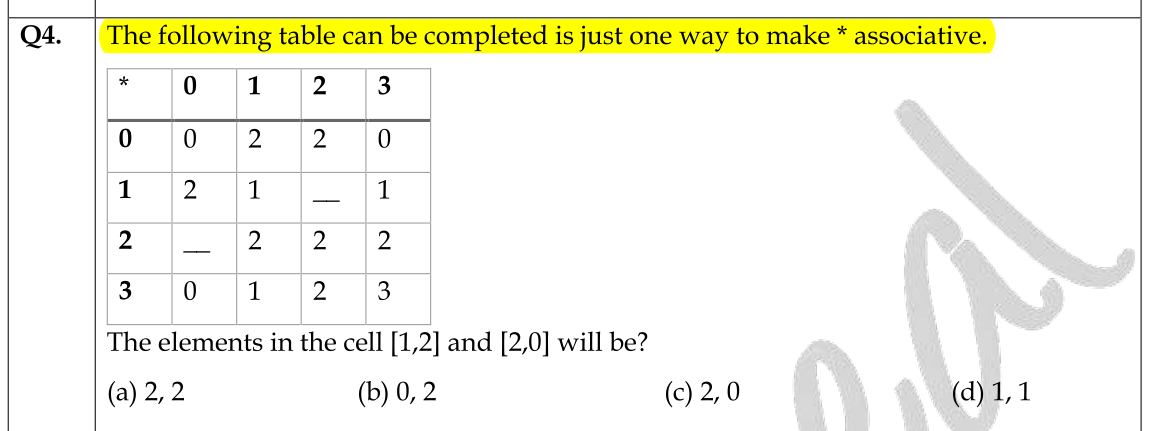 Q4. The following table can be completed is just one way to make * associative.
* 0 1 2 3
0 0 2 2 0
1 2 1 __ 1
2 __ 2 2 2
3 0 1 2 3
The elements in the cell [1,2] and [2,0] will be?
(a) 2, 2 (b) 0, 2 (c) 2, 0 (d) 1, 1